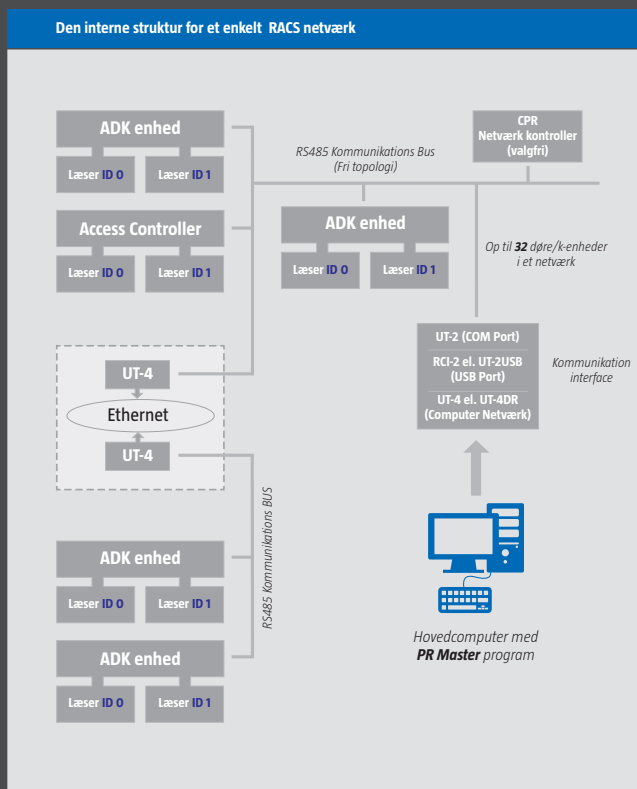 Den interne struktur for et enkelt RACS netværk
ADK enhed
Læser ID 0
Læser ID 1
Access Controller
Læser ID 0
Læser ID 1
RS485 Kommunikations Bus
(Fri topologi)
CPR
Netværk kontroller
(valgfri)
ADK enhed
Læser ID 0
Læser ID 1
Op til 32 døre/k-enheder
i et netværk
UT-4
Ethernet
UT-4
UT-2 (COM Port)
RCI-2 el. UT-2USB
(USB Port)
UT-4 el. UT-4DR
(Computer Netværk)
Kommunikation
interface
RS485 Kommunikations BUS
ADK enhed
Læser ID 0
Læser ID 1
ADK enhed
Læser ID 0
Læser ID 1
Hovedcomputer med
PR Master program